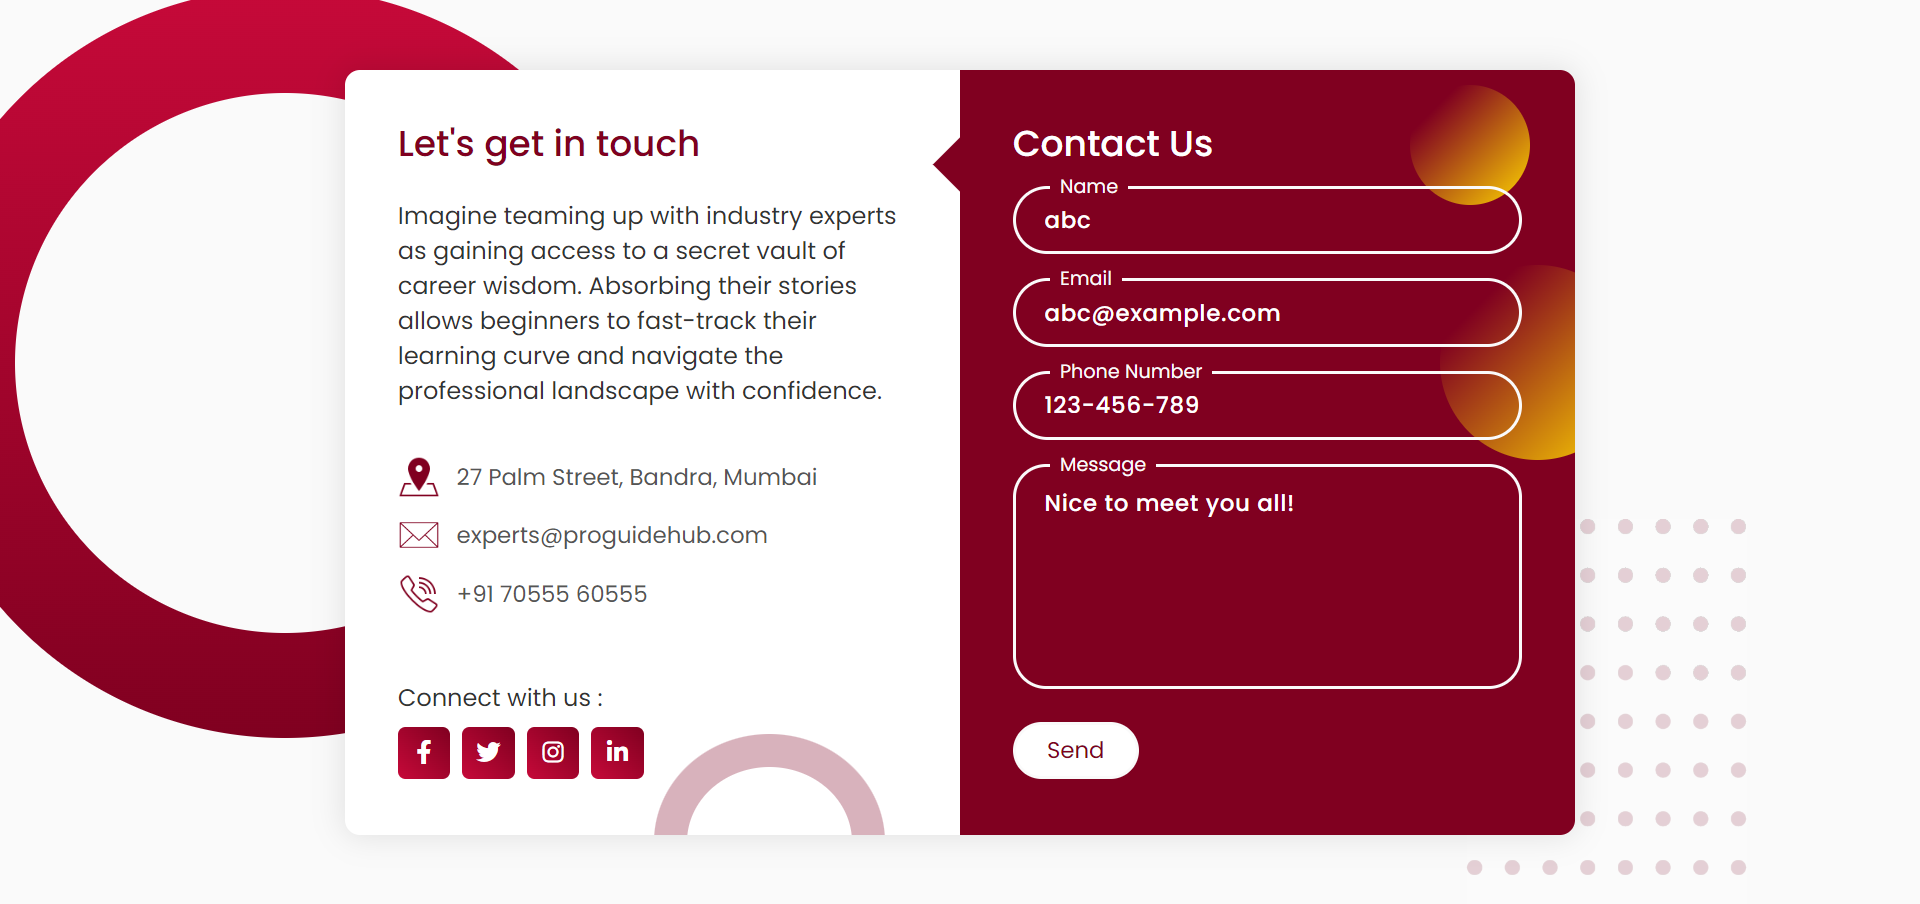 Let's get in touch
Imagine teaming up with industry experts
as gaining access to a secret vault of
career wisdom. Absorbing their stories
allows beginners to fast-track their
learning curve and navigate the
professional landscape with confidence.
27 Palm Street, Bandra, Mumbai
experts@proguidehub.com
+91 70555 60555
Connect with us :
Contact Us
Name
abc
Email
abc@example.com
Phone Number
123-456-789
Message
Nice to meet you all!
Send